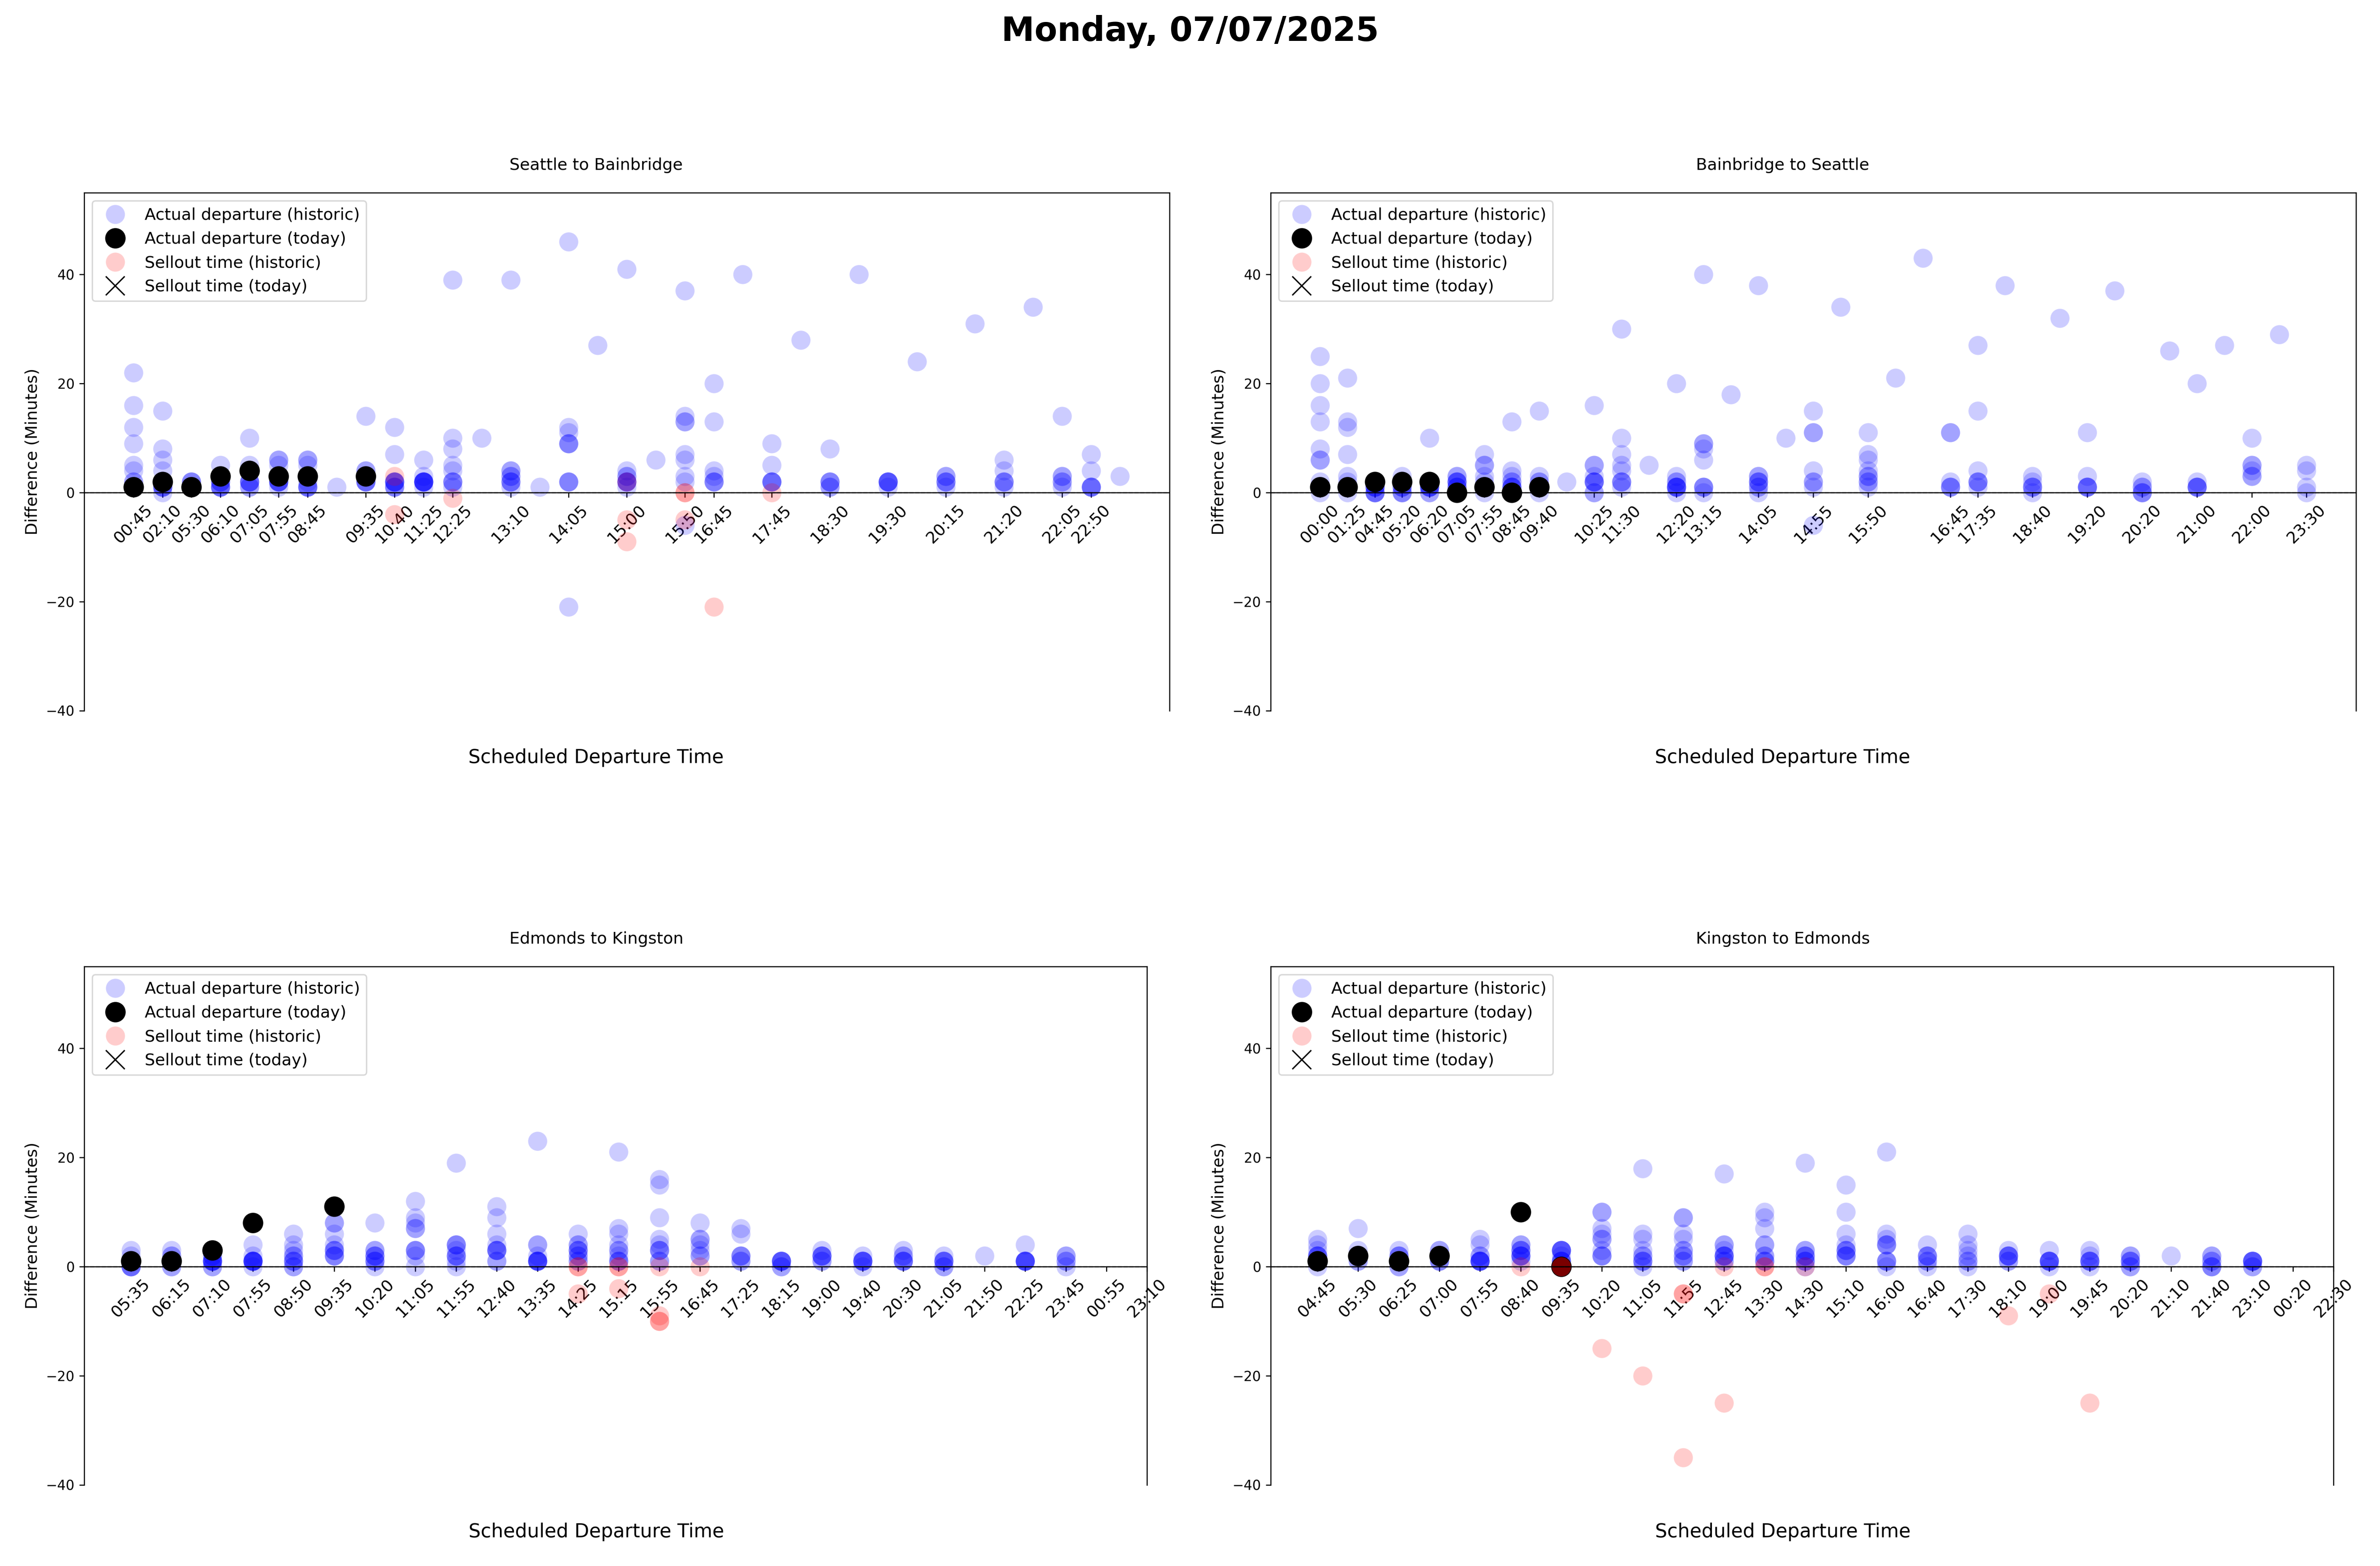 Monday, 07/07/2025
Seattle to Bainbridge
Actual departure (historic)
Actual departure (today)
Sellout time (historic)
Sellout time (today)
Difference (Minutes)
40
20
0
−20
−40
00:45 02:10 05:30 06:10 07:05 07:55 08:45 09:35 10:40 11:25 12:25 13:10 14:05 15:00 15:50 16:45 17:45 18:30 19:30 20:15 21:20 22:05 22:50
Scheduled Departure Time
Bainbridge to Seattle
Actual departure (historic)
Actual departure (today)
Sellout time (historic)
Sellout time (today)
Difference (Minutes)
40
20
0
−20
−40
00:00 01:25 04:45 05:20 06:20 07:05 07:55 08:45 09:40 10:25 11:30 12:20 13:15 14:05 14:55 15:50 16:45 17:35 18:40 19:20 20:20 21:00 22:00 23:30
Scheduled Departure Time
Edmonds to Kingston
Actual departure (historic)
Actual departure (today)
Sellout time (historic)
Sellout time (today)
Difference (Minutes)
40
20
0
−20
−40
05:35 06:15 07:10 07:55 08:50 09:35 10:20 11:05 11:55 12:40 13:35 14:25 15:15 15:55 16:45 17:25 18:15 19:00 19:40 20:30 21:05 21:50 22:25 23:45 00:55 23:10
Scheduled Departure Time
Kingston to Edmonds
Actual departure (historic)
Actual departure (today)
Sellout time (historic)
Sellout time (today)
Difference (Minutes)
40
20
0
−20
−40
04:45 05:30 06:25 07:00 07:55 08:40 09:35 10:20 11:05 11:55 12:45 13:30 14:30 15:10 16:00 16:40 17:30 18:10 19:00 19:45 20:20 21:10 21:40 23:10 00:20 22:30
Scheduled Departure Time